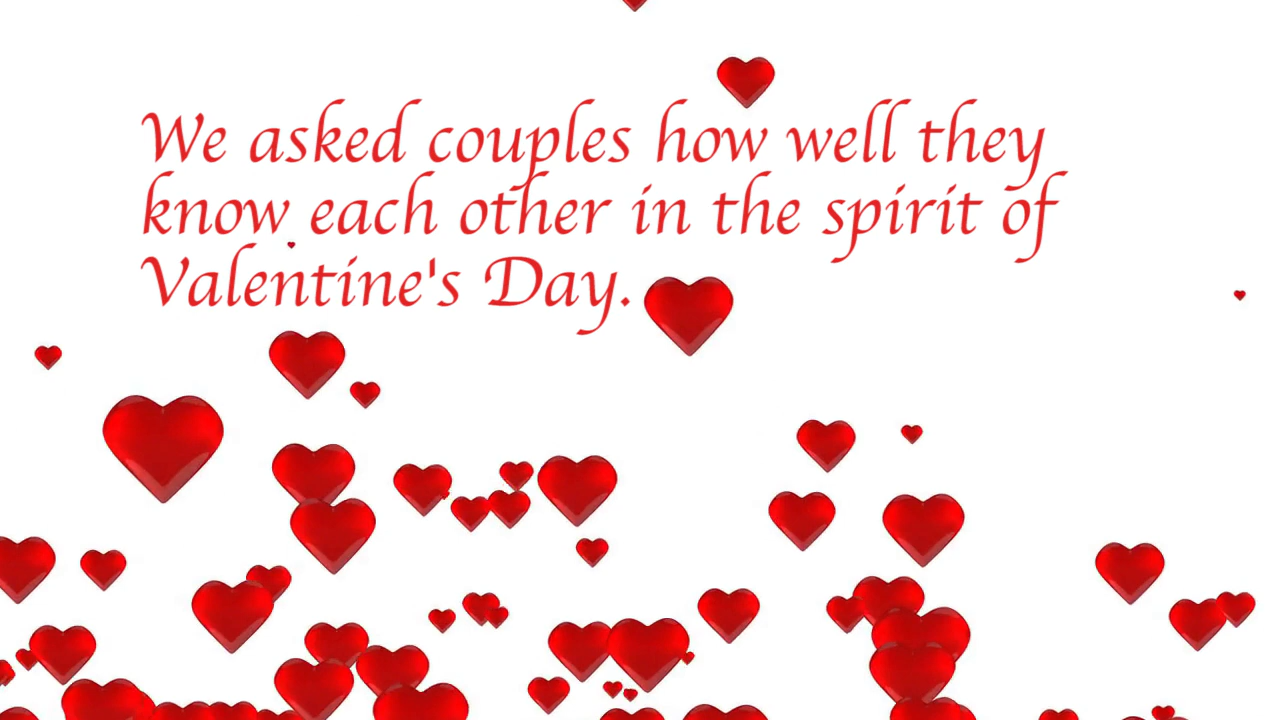 We asked couples how well they
know each other in the spirit of
Valentine's Day.